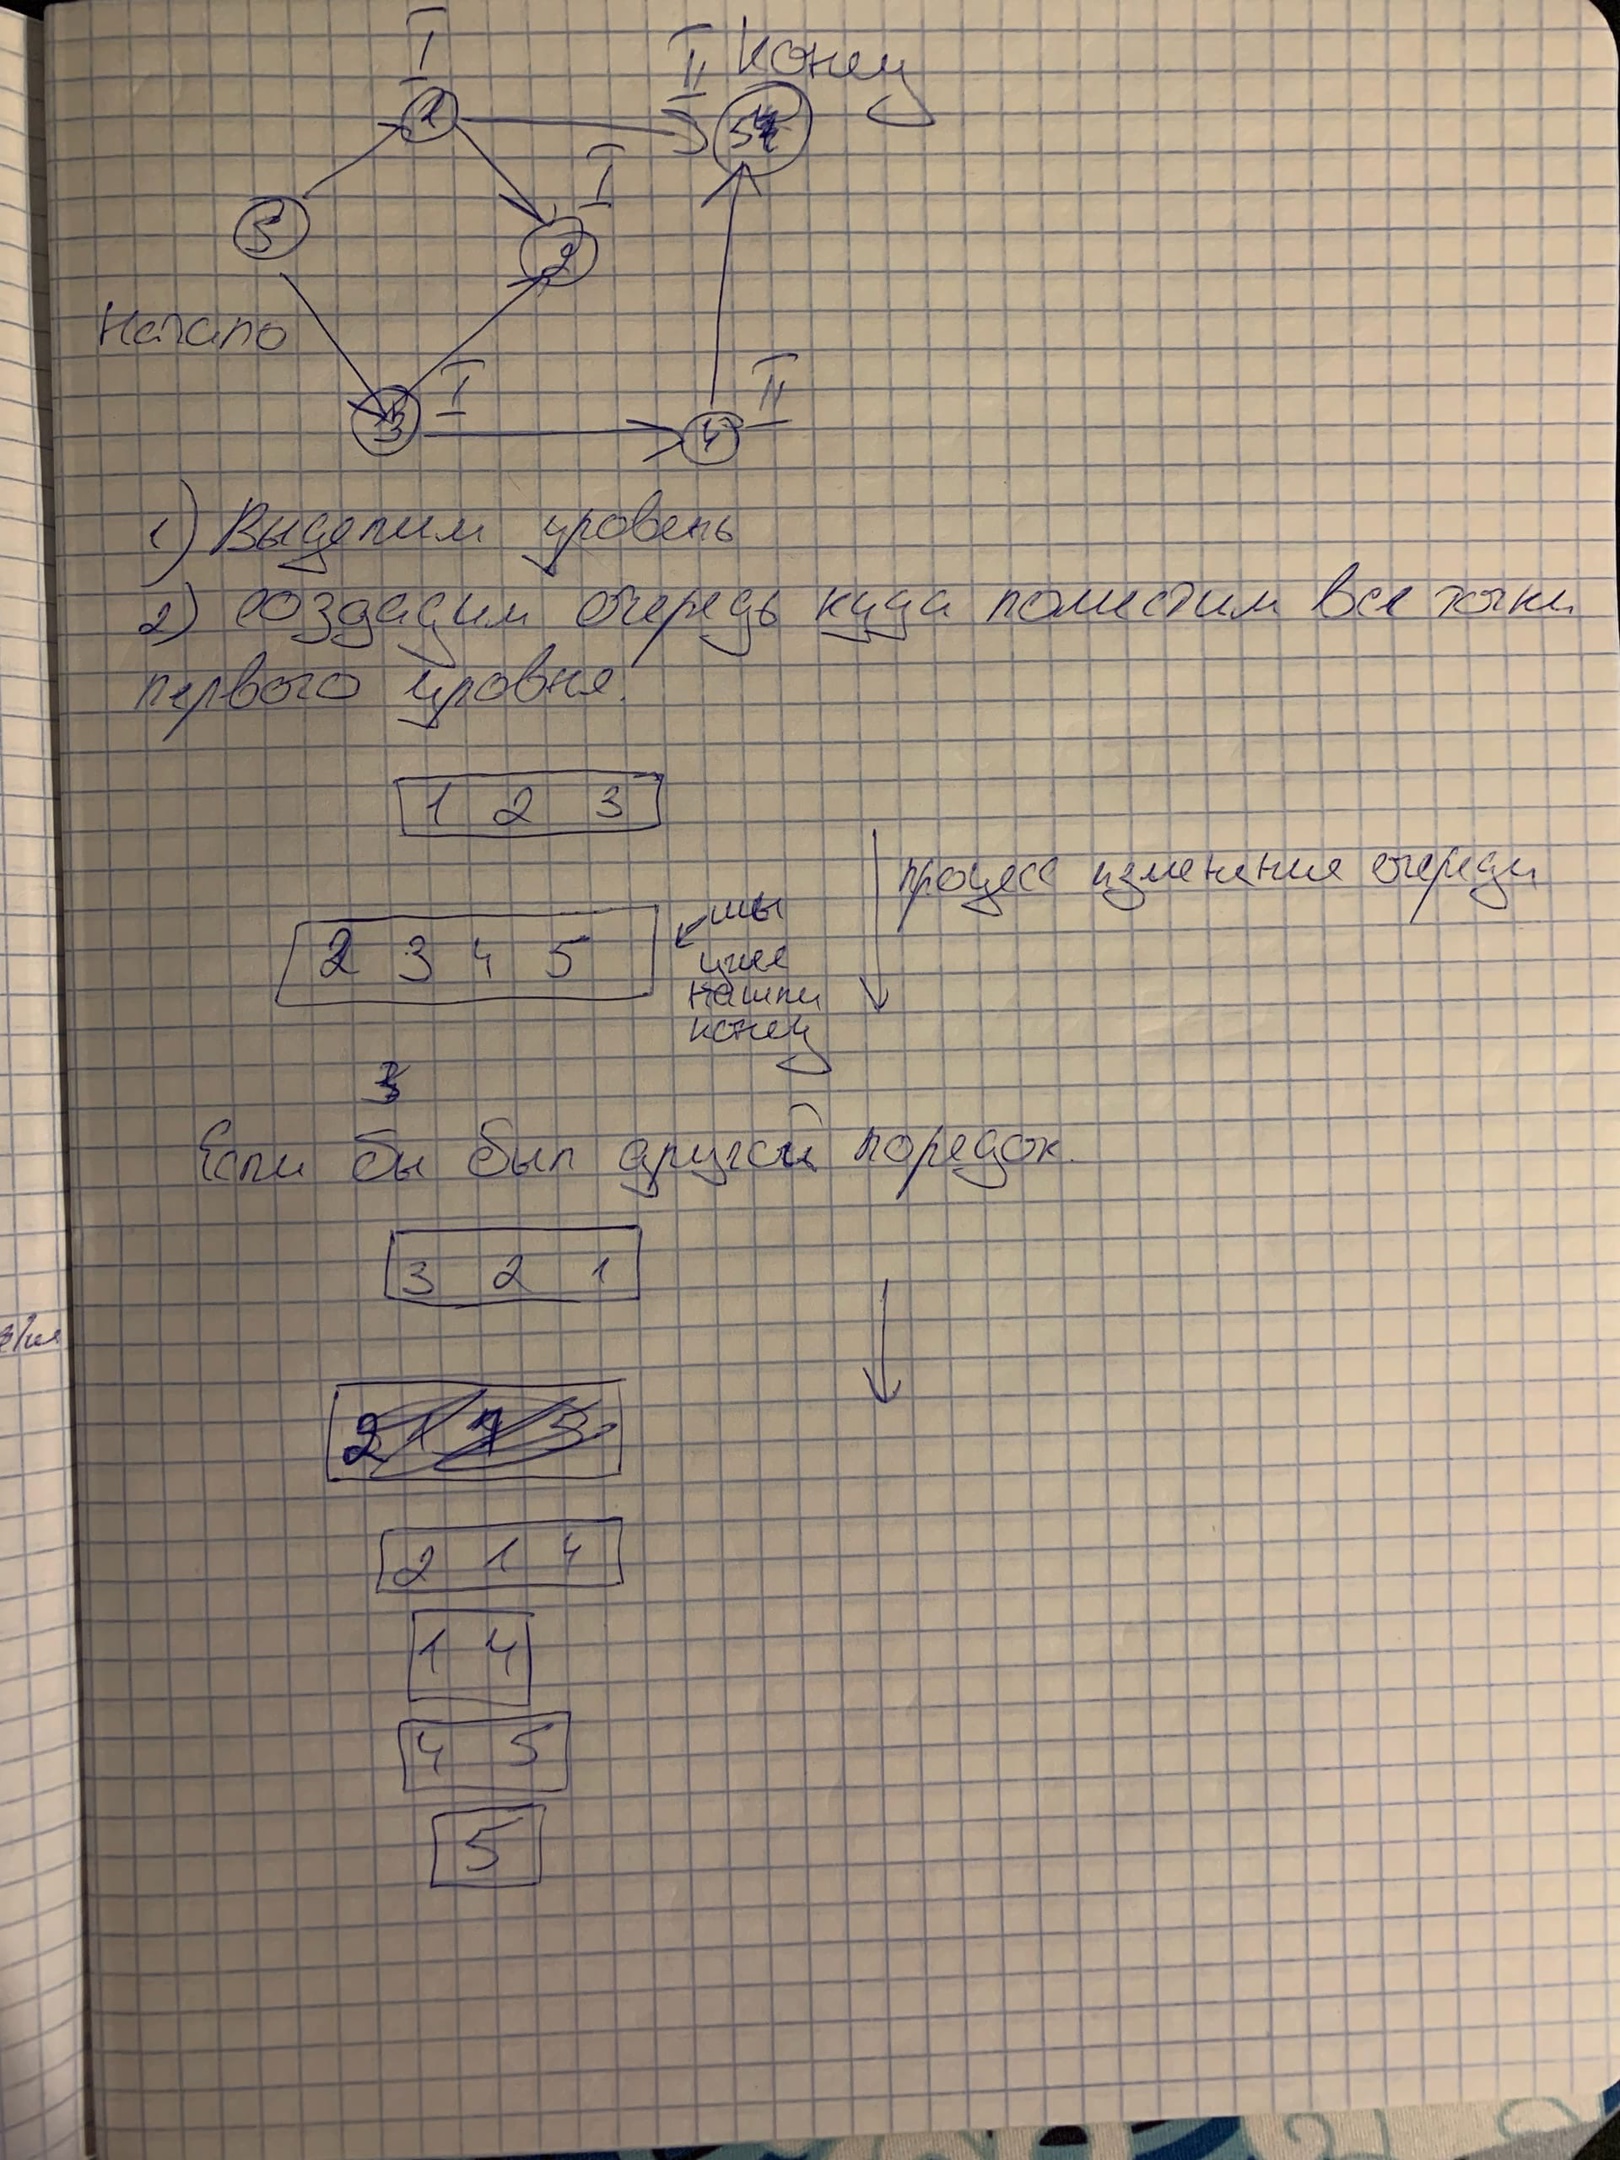 I
II Конец
1
5
I
5
2
Начало
I
II
3
4
1) Выделим уровень
2) создадим очередь куда поместим все точки
первого уровня.
1 2 3
процесс изменения очереди
2 3 4 5
мы
уже
нашли
конец
3
Если бы был другой порядок.
3 2 1
2 1 4
1 4
4 5
5